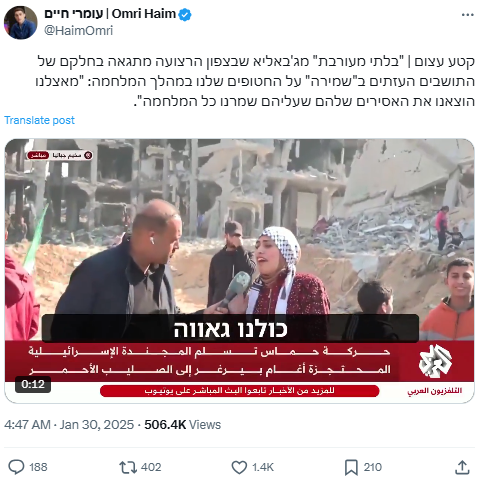 עומרי חיים | Omri Haim
@HaimOmri
קטע עצום | "בלתי מעורבת" מג'באליא שבצפון הרצועה מתגאה בחלקם של
התושבים העזתים ב"שמירה" על החטופים שלנו במהלך המלחמה: "מאצלנו
הוצאנו את האסירים שלהם שעליהם שמרנו כל המלחמה".
Translate post
مخيم جباليا مباشر
כולנו גאווה
حركة حماس تسلم المجندة الإسرائيلية
المحتجزة أغام بيرغر إلى الصليب الأحمر
0:12
للمزيد من الأخبار تابعوا البث المباشر على يوتيوب
التلفزيون العربي
4:47 AM · Jan 30, 2025 · 506.4K Views
188 402 1.4K 210